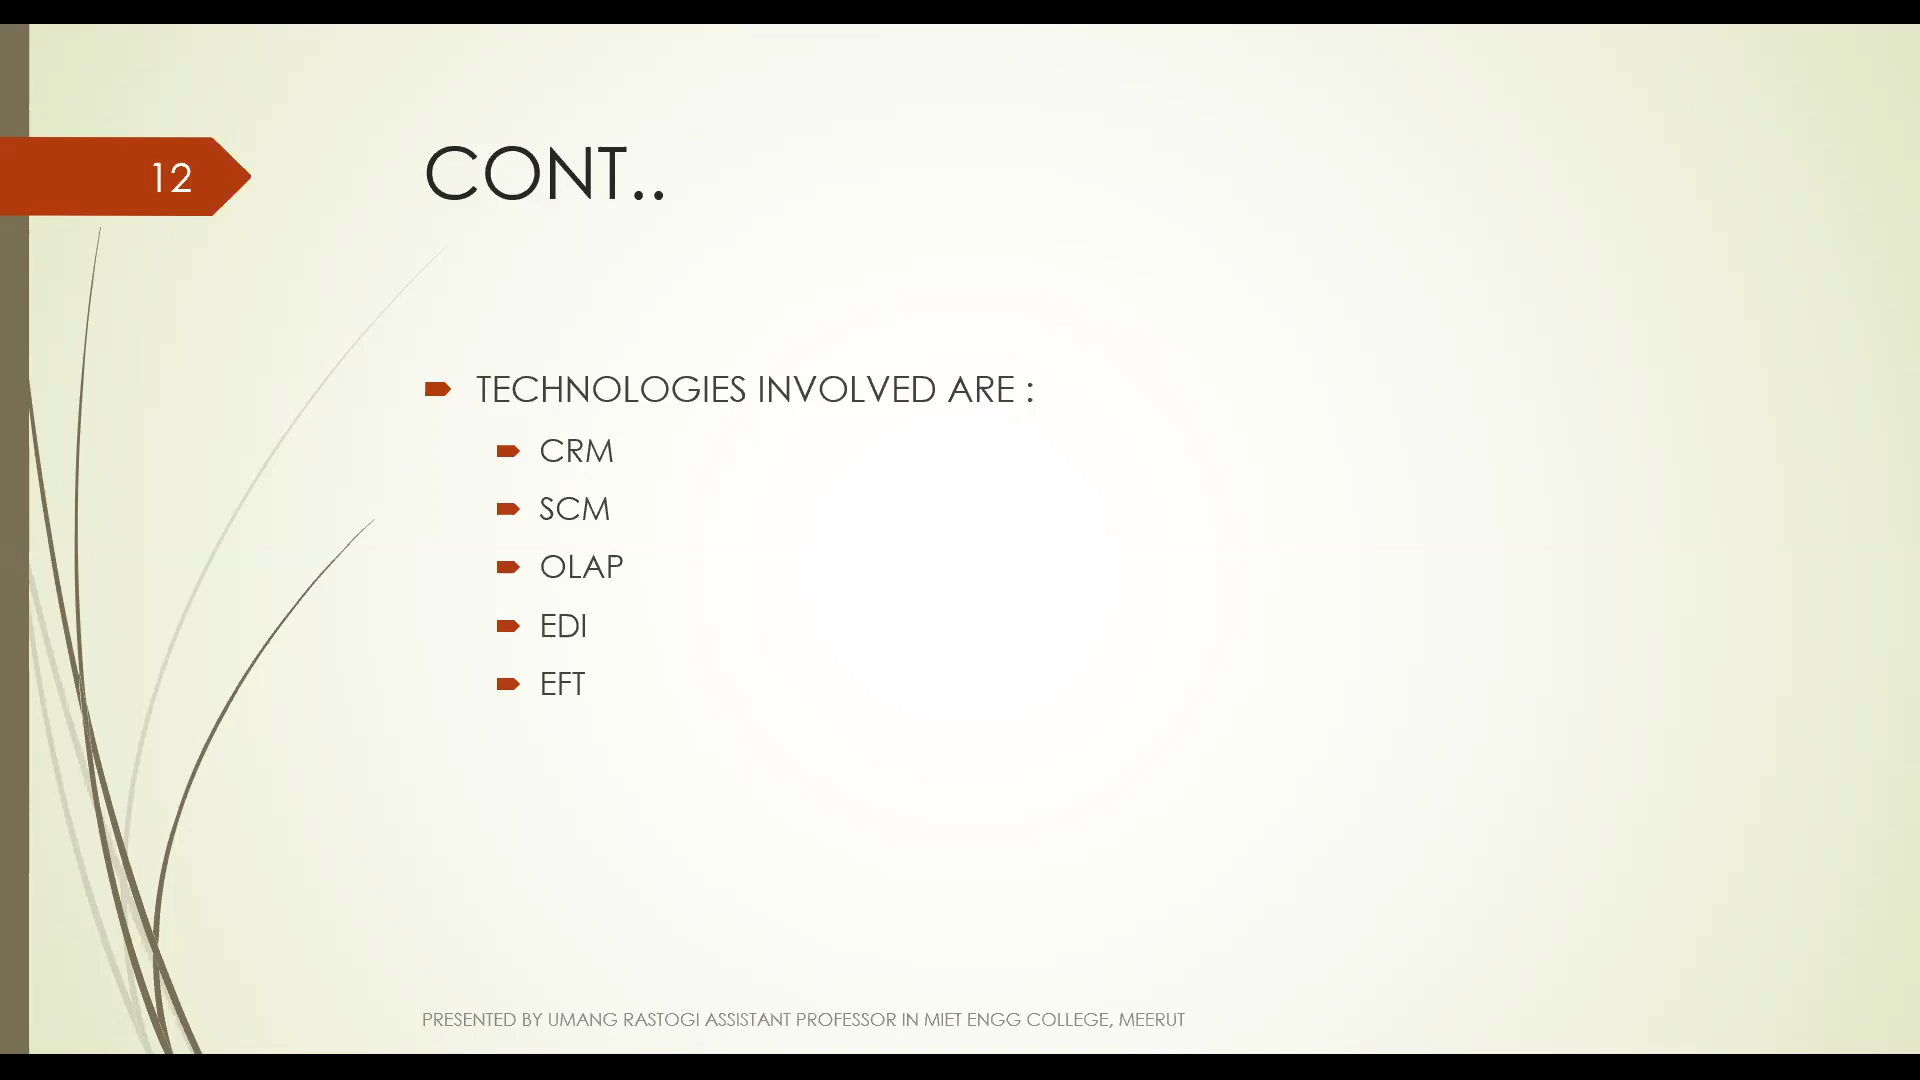 12
CONT..
TECHNOLOGIES INVOLVED ARE :
CRM
SCM
OLAP
EDI
EFT
PRESENTED BY UMANG RASTOGI ASSISTANT PROFESSOR IN MIET ENGG COLLEGE, MEERUT